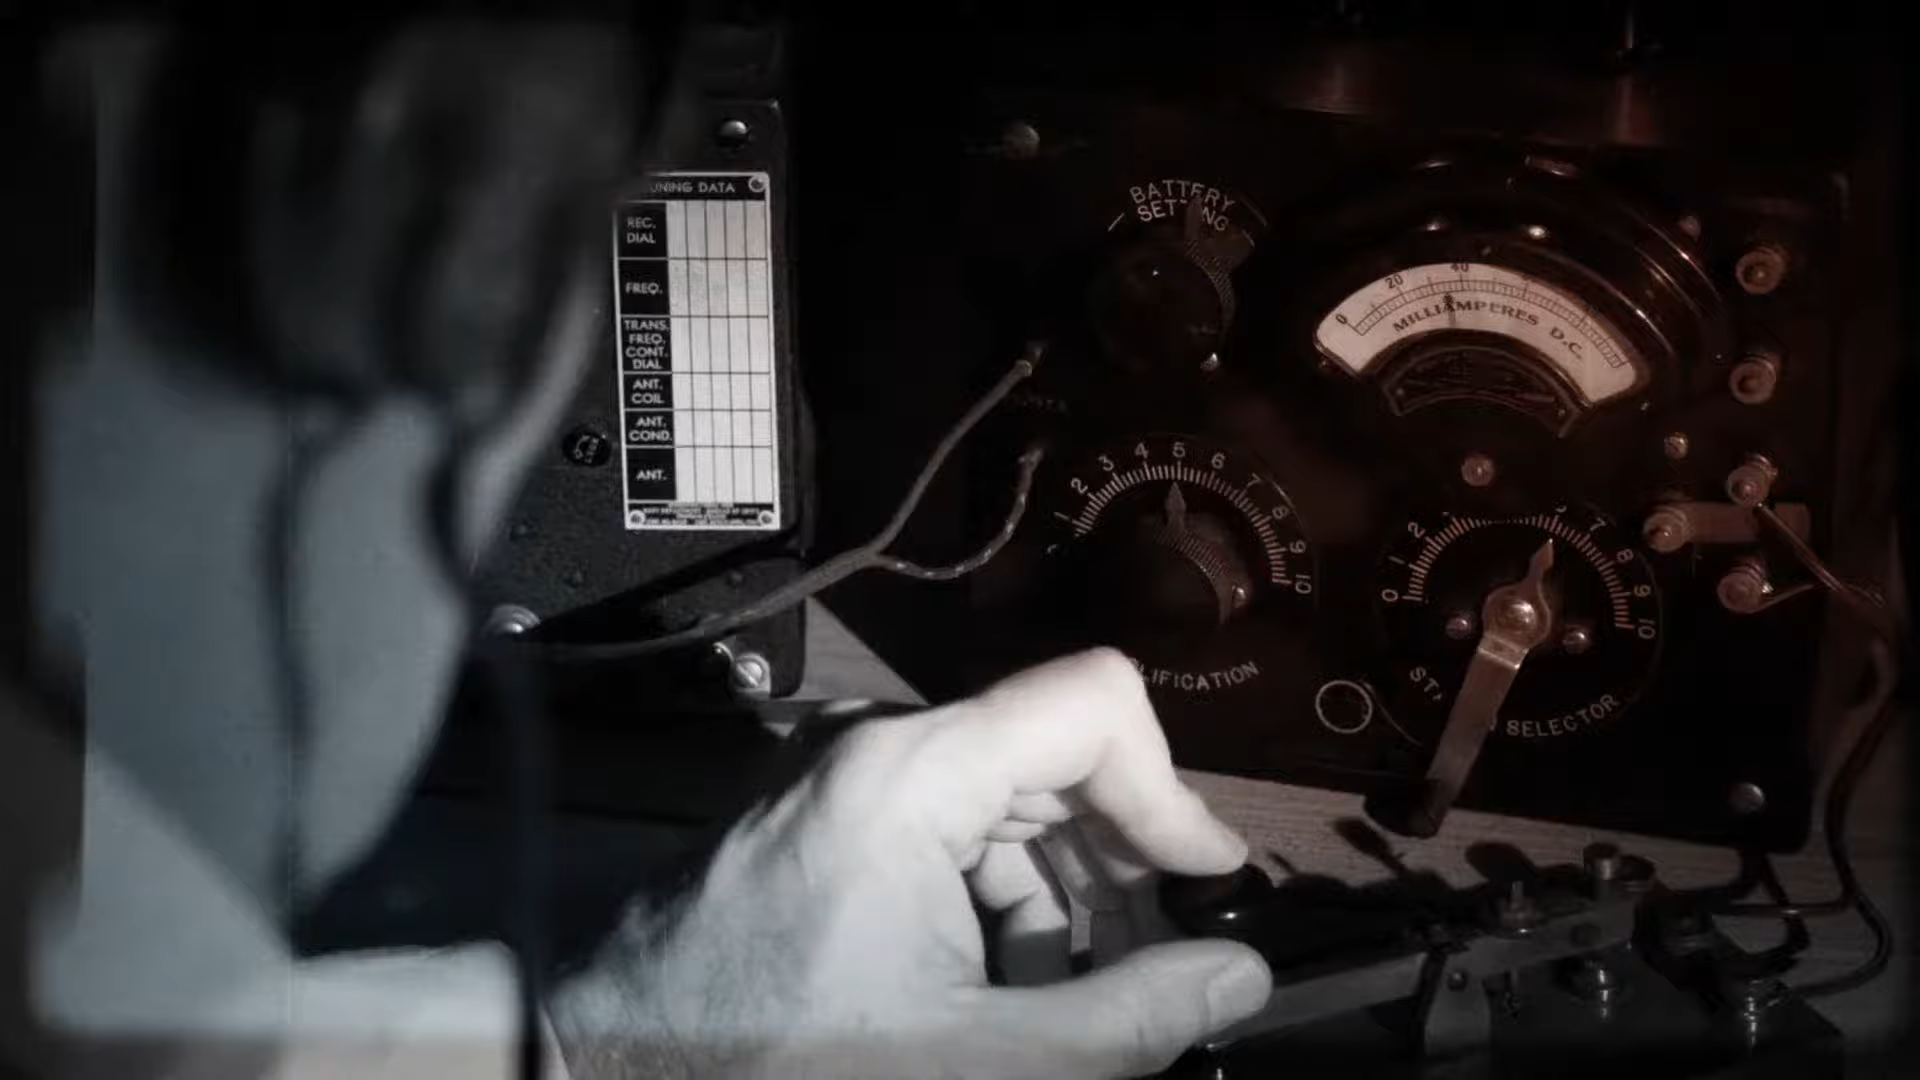 UNING DATA
REC.
DIAL
FREQ.
TRANS.
FREQ.
CONT.
DIAL
ANT.
COIL
ANT.
COND.
ANT.
BATTERY
SETTING
0 20 40
MILLIAMPERES D.C.
1 2 3 4 5 6 7 8 9 10
LIFICATION
0 1 2 7 8 9 10
SELECTOR